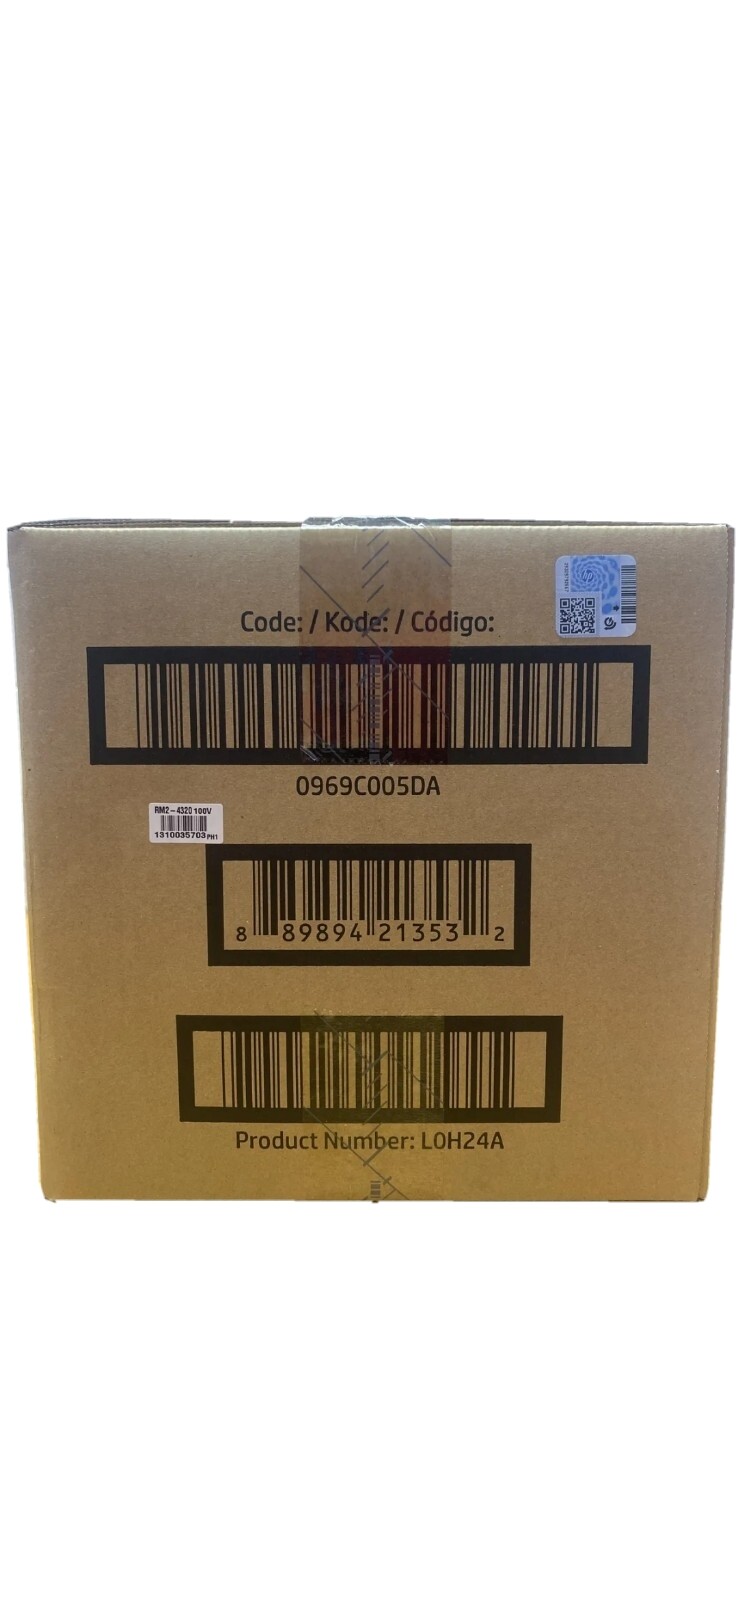 Code: / Kode: / Código:
0969C005DA
RM2-4320 100V
1310035703 PH1
8 89894 21353 2
Product Number: L0H24A